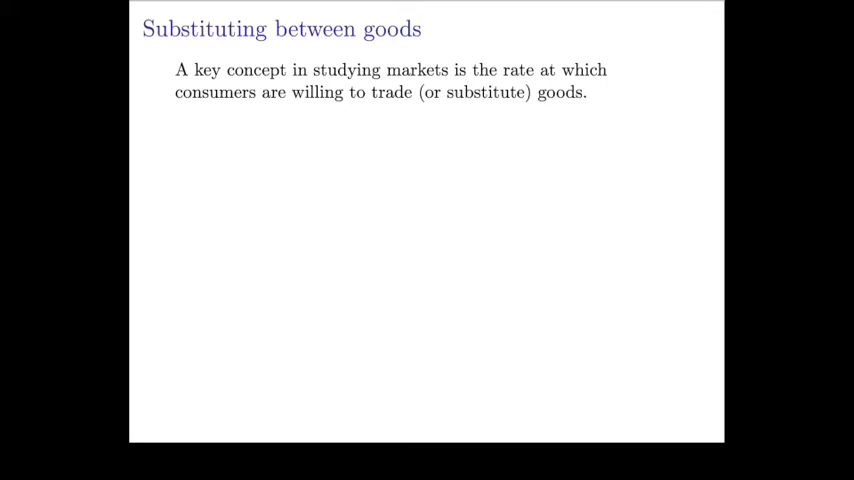 Substituting between goods
A key concept in studying markets is the rate at which
consumers are willing to trade (or substitute) goods.